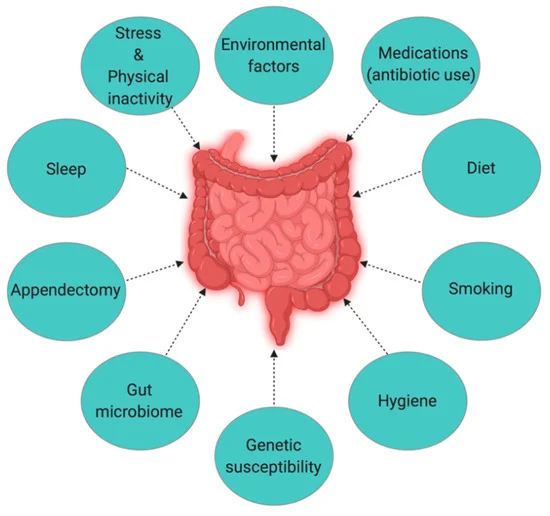 Stress
&
Physical
inactivity
Environmental
factors
Medications
(antibiotic use)
Sleep
Diet
Appendectomy
Smoking
Gut
microbiome
Hygiene
Genetic
susceptibility